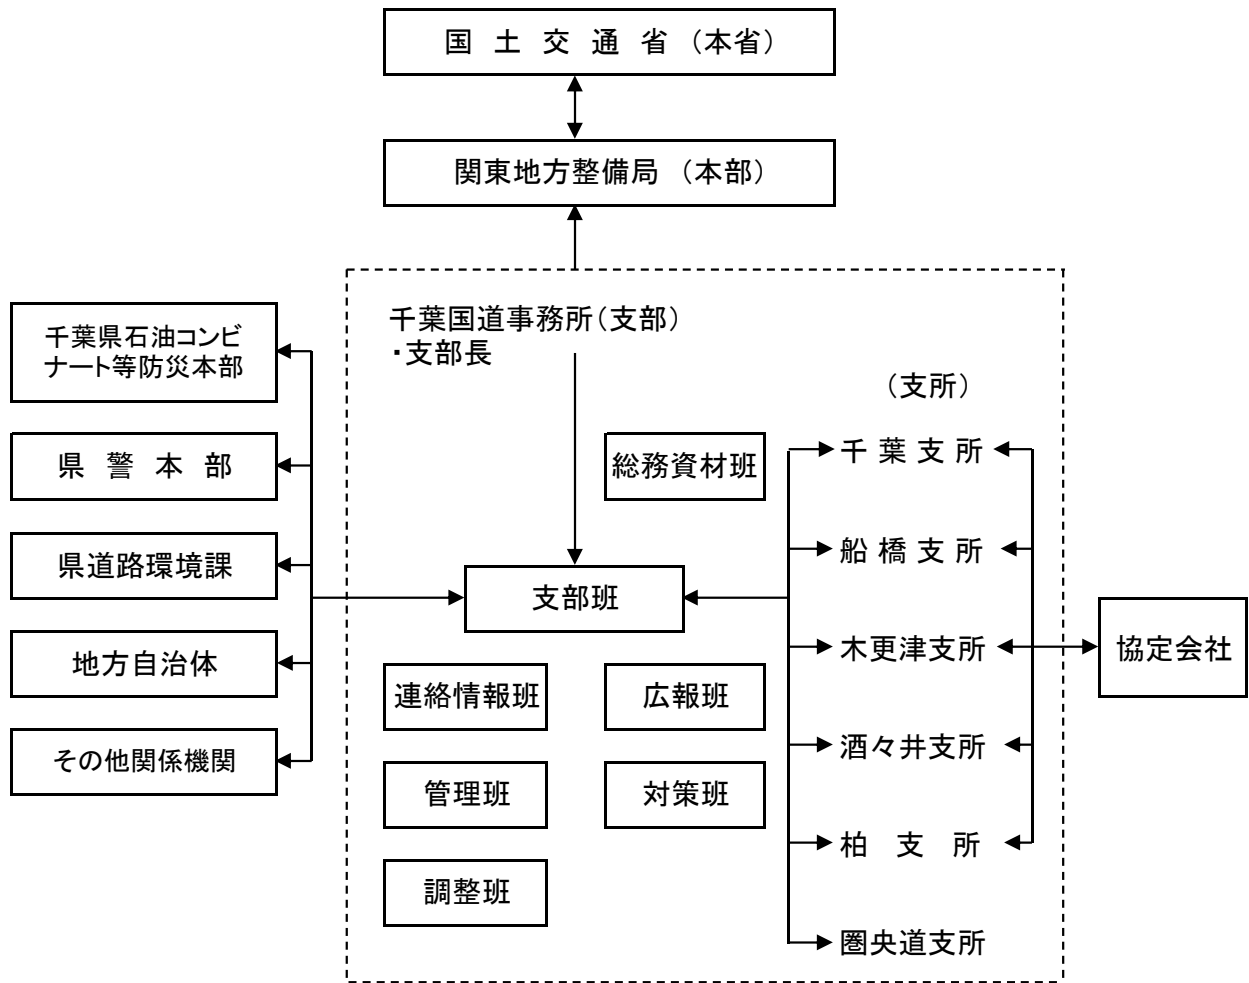 国土交通省（本省）
関東地方整備局（本部）
千葉国道事務所（支部）
・支部長
千葉県石油コンビ
ナート等防災本部
県警本部
県道路環境課
地方自治体
その他関係機関
総務資材班
支部班
連絡情報班
広報班
管理班
対策班
調整班
（支所）
千葉支所
船橋支所
木更津支所
酒々井支所
柏支所
圏央道支所
協定会社